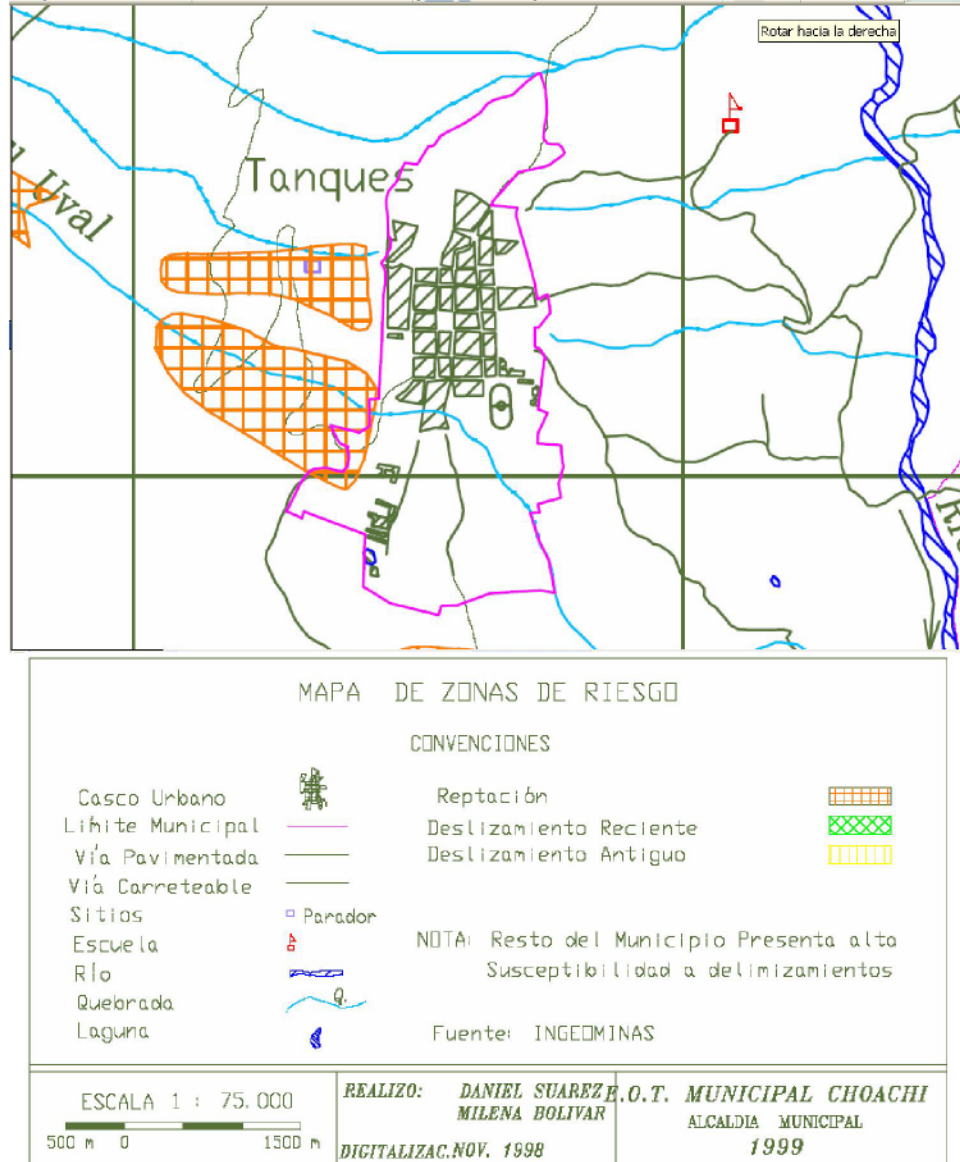 Rotar hacia la derecha
Tanques
Uval
MAPA DE ZONAS DE RIESGO
CONVENCIONES
Casco Urbano
Límite Municipal
Vía Pavimentada
Vía Carreteable
Sitios
Parador
Escuela
Río
Quebrada
Q.
Laguna
Reptación
Deslizamiento Reciente
Deslizamiento Antiguo
NOTA: Resto del Municipio Presenta alta
Susceptibilidad a delimizamientos
Fuente: INGEOMINAS
ESCALA 1 : 75.000
500 m 0 1500 m
REALIZO: DANIEL SUAREZ
MILENA BOLIVAR
DIGITALIZAC.NOV. 1998
E.O.T. MUNICIPAL CHOACHI
ALCALDIA MUNICIPAL
1999